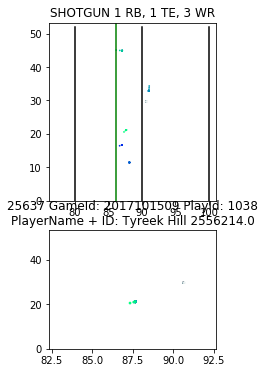 SHOTGUN 1 RB, 1 TE, 3 WR
50
40
30
20
10
0
80 85 90 95 100
25637 GameId: 2017101509 PlayId: 1038
PlayerName + ID: Tyreek Hill 2556214.0
40
20
0
82.5 85.0 87.5 90.0 92.5